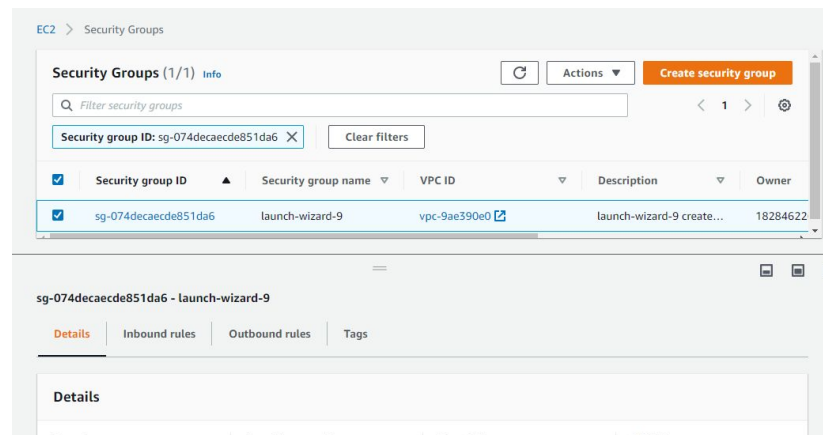 EC2 > Security Groups
Security Groups (1/1) Info
Actions
Create security group
Filter security groups
< 1 >
Security group ID: sg-074decaecde851da6 X
Clear filters
Security group ID Security group name VPC ID Description Owner
sg-074decaecde851da6 launch-wizard-9 vpc-9ae390e0 launch-wizard-9 create... 18284622
sg-074decaecde851da6 - launch-wizard-9
Details Inbound rules Outbound rules Tags
Details